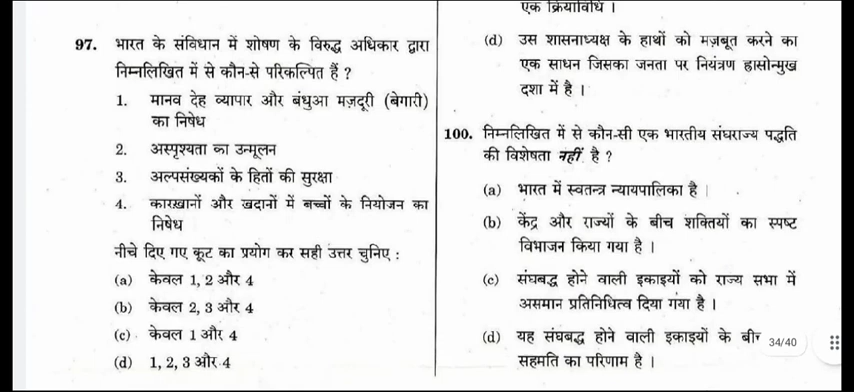 97. भारत के संविधान में शोषण के विरुद्ध अधिकार द्वारा
निम्नलिखित में से कौन-से परिकल्पित हैं ?
1. मानव देह व्यापार और बंधुआ मज़दूरी (बेगारी)
का निषेध
2. अस्पृश्यता का उन्मूलन
3. अल्पसंख्यकों के हितों की सुरक्षा
4. कारख़ानों और खदानों में बच्चों के नियोजन का
निषेध
नीचे दिए गए कूट का प्रयोग कर सही उत्तर चुनिए :
(a) केवल 1, 2 और 4
(b) केवल 2, 3 और 4
(c) केवल 1 और 4
(d) 1, 2, 3 और 4
एक क्रियाविधि ।
(d) उस शासनाध्यक्ष के हाथों को मज़बूत करने का
एक साधन जिसका जनता पर नियंत्रण ह्रासोन्मुख
दशा में है ।
100. निम्नलिखित में से कौन-सी एक भारतीय संघराज्य पद्धति
की विशेषता नहीं है ?
(a) भारत में स्वतन्त्र न्यायपालिका है ।
(b) केंद्र और राज्यों के बीच शक्तियों का स्पष्ट
विभाजन किया गया है ।
(c) संघबद्ध होने वाली इकाइयों को राज्य सभा में
असमान प्रतिनिधित्व दिया गया है ।
(d) यह संघबद्ध होने वाली इकाइयों के
सहमति का परिणाम है ।
34/40